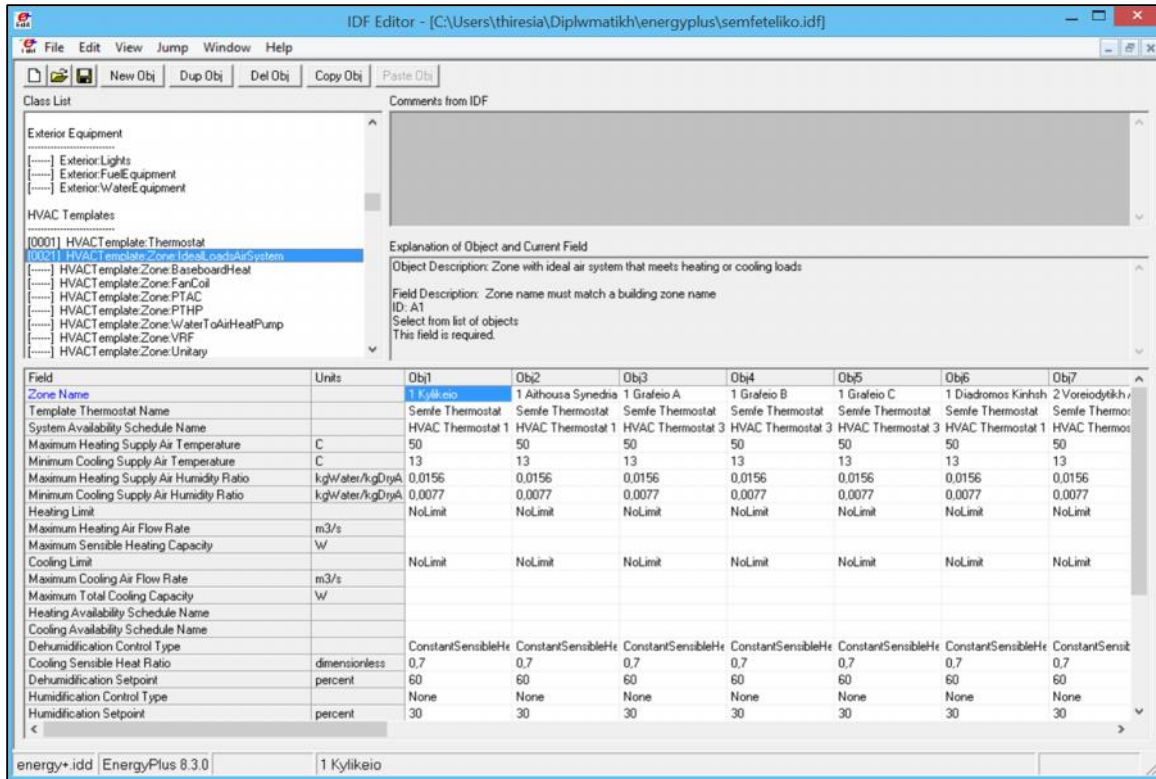 IDF Editor - [C:\Users\thiresia\Diplwmatikh\energyplus\semfeteliko.idf]
File Edit View Jump Window Help
New Obj Dup Obj Del Obj Copy Obj Paste Obj
Class List
Comments from IDF
Exterior Equipment
[------] Exterior:Lights
[------] Exterior:FuelEquipment
[------] Exterior:WaterEquipment
HVAC Templates
[0001] HVACTemplate:Thermostat
[0021] HVACTemplate:Zone:IdealLoadsAirSystem
[------] HVACTemplate:Zone:BaseboardHeat
[------] HVACTemplate:Zone:FanCoil
[------] HVACTemplate:Zone:PTAC
[------] HVACTemplate:Zone:PTHP
[------] HVACTemplate:Zone:WaterToAirHeatPump
[------] HVACTemplate:Zone:VRF
[------] HVACTemplate:Zone:Unitary
Explanation of Object and Current Field
Object Description: Zone with ideal air system that meets heating or cooling loads
Field Description: Zone name must match a building zone name
ID: A1
Select from list of objects
This field is required.
Field Units Obj1 Obj2 Obj3 Obj4 Obj5 Obj6 Obj7
Zone Name 1 Kylikeio 1 Aithousa Synedria 1 Grafeio A 1 Grafeio B 1 Grafeio C 1 Diadromos Kinhsh 2 Voreiodytikh
Template Thermostat Name Semfe Thermostat Semfe Thermostat Semfe Thermostat Semfe Thermostat Semfe Thermostat Semfe Thermostat Semfe Thermos
System Availability Schedule Name HVAC Thermostat 1 HVAC Thermostat 1 HVAC Thermostat 3 HVAC Thermostat 3 HVAC Thermostat 3 HVAC Thermostat 1 HVAC Thermos
Maximum Heating Supply Air Temperature C 50 50 50 50 50 50 50
Minimum Cooling Supply Air Temperature C 13 13 13 13 13 13 13
Maximum Heating Supply Air Humidity Ratio kgWater/kgDryA 0,0156 0,0156 0,0156 0,0156 0,0156 0,0156 0,0156
Minimum Cooling Supply Air Humidity Ratio kgWater/kgDryA 0,0077 0,0077 0,0077 0,0077 0,0077 0,0077 0,0077
Heating Limit NoLimit NoLimit NoLimit NoLimit NoLimit NoLimit NoLimit
Maximum Heating Air Flow Rate m3/s
Maximum Sensible Heating Capacity W
Cooling Limit NoLimit NoLimit NoLimit NoLimit NoLimit NoLimit NoLimit
Maximum Cooling Air Flow Rate m3/s
Maximum Total Cooling Capacity W
Heating Availability Schedule Name
Cooling Availability Schedule Name
Dehumidification Control Type ConstantSensibleHe ConstantSensibleHe ConstantSensibleHe ConstantSensibleHe ConstantSensibleHe ConstantSensibleHe ConstantSensib
Cooling Sensible Heat Ratio dimensionless 0,7 0,7 0,7 0,7 0,7 0,7 0,7
Dehumidification Setpoint percent 60 60 60 60 60 60 60
Humidification Control Type None None None None None None None
Humidification Setpoint percent 30 30 30 30 30 30 30
energy+.idd EnergyPlus 8.3.0 1 Kylikeio